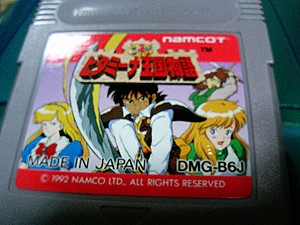 namcot
ビタミーナ王国物語
TM
MADE IN JAPAN
DMG-B6J
© 1992 NAMCO LTD., ALL RIGHTS RESERVED